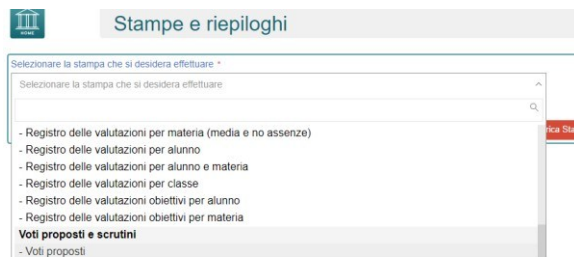 HOME
Stampe e riepiloghi
Selezionare la stampa che si desidera effettuare *
Selezionare la stampa che si desidera effettuare
- Registro delle valutazioni per materia (media e no assenze)
rica Sta
- Registro delle valutazioni per alunno
- Registro delle valutazioni per alunno e materia
- Registro delle valutazioni per classe
- Registro delle valutazioni obiettivi per alunno
- Registro delle valutazioni obiettivi per materia
Voti proposti e scrutini
- Voti proposti